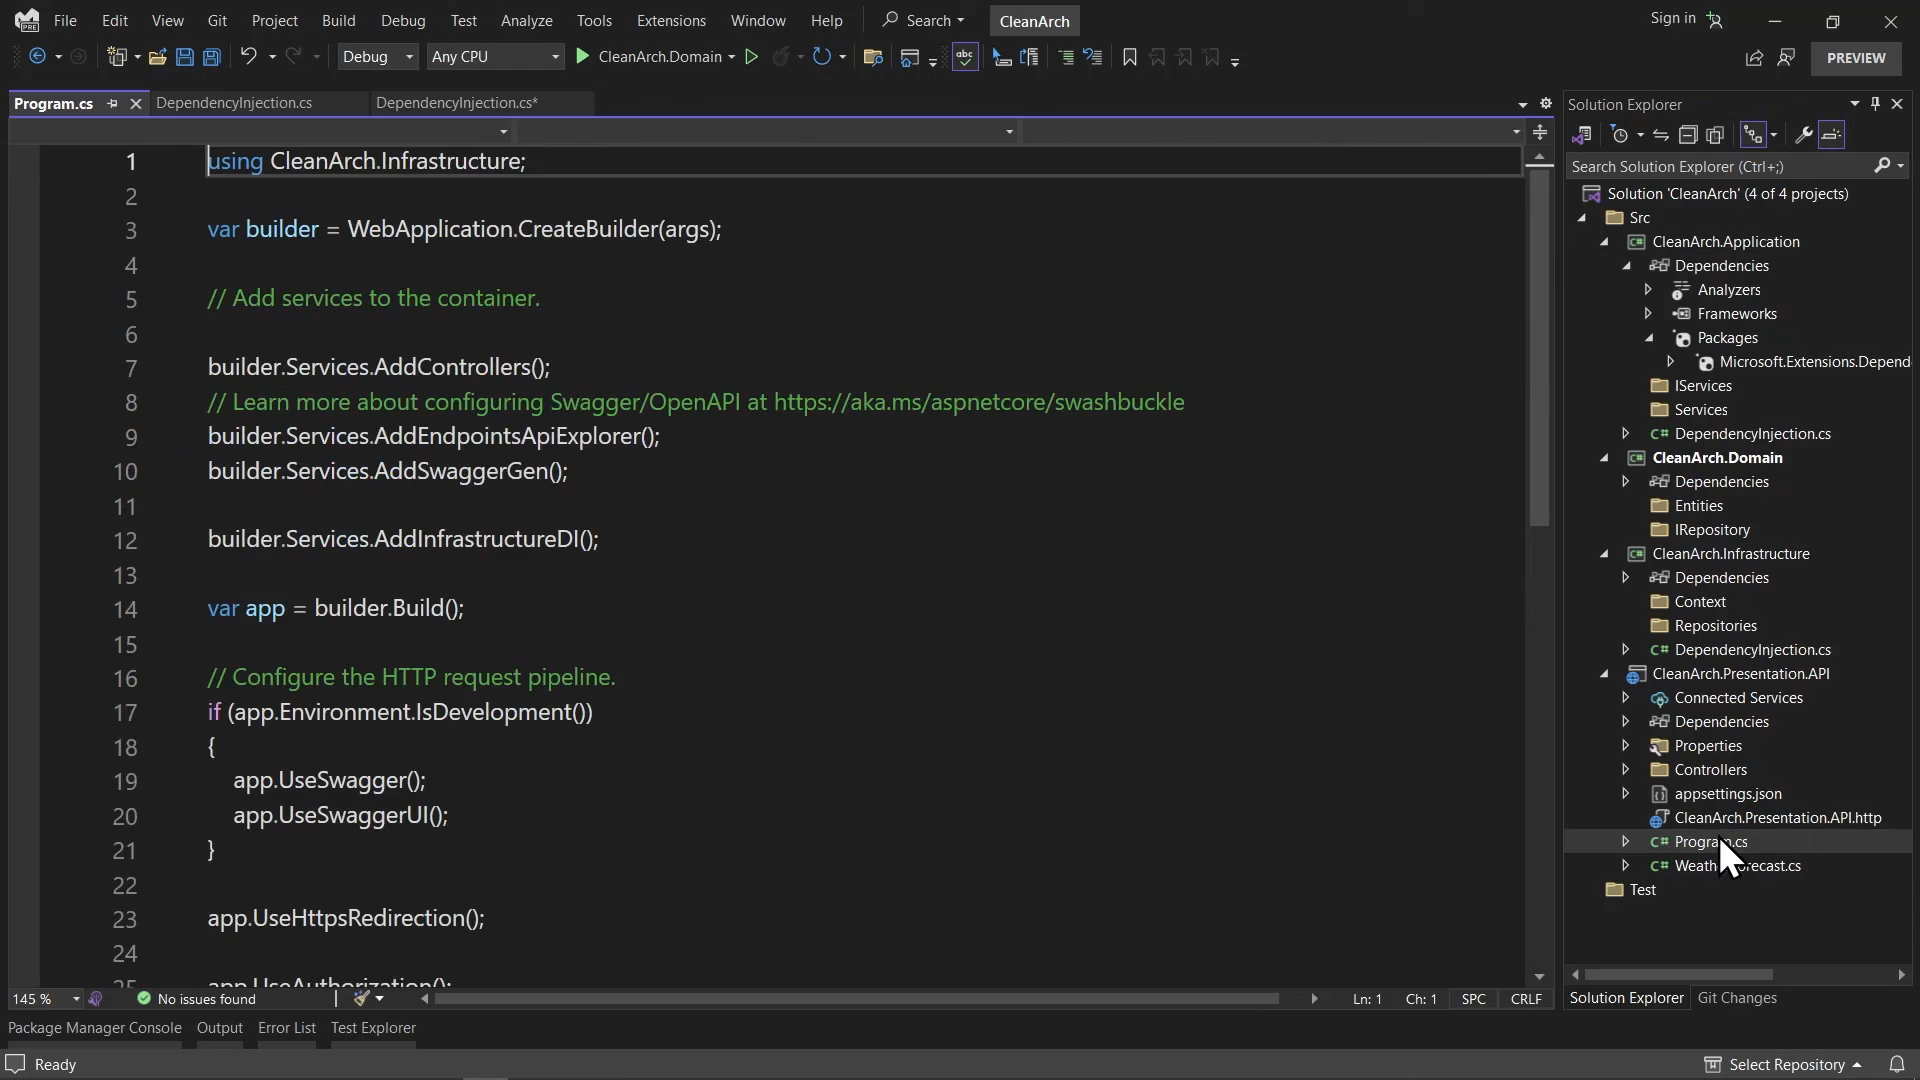 PRE File Edit View Git Project Build Debug Test Analyze Tools Extensions Window Help Search CleanArch Sign in
Debug Any CPU CleanArch.Domain abc PREVIEW
Program.cs DependencyInjection.cs DependencyInjection.cs*
1 using CleanArch.Infrastructure;
2
3 var builder = WebApplication.CreateBuilder(args);
4
5 // Add services to the container.
6
7 builder.Services.AddControllers();
8 // Learn more about configuring Swagger/OpenAPI at https://aka.ms/aspnetcore/swashbuckle
9 builder.Services.AddEndpointsApiExplorer();
10 builder.Services.AddSwaggerGen();
11
12 builder.Services.AddInfrastructureDI();
13
14 var app = builder.Build();
15
16 // Configure the HTTP request pipeline.
17 if (app.Environment.IsDevelopment())
18 {
19 app.UseSwagger();
20 app.UseSwaggerUI();
21 }
22
23 app.UseHttpsRedirection();
24
25 app.UseAuthorization();
145 % No issues found Ln: 1 Ch: 1 SPC CRLF
Solution Explorer
Search Solution Explorer (Ctrl+;)
Solution 'CleanArch' (4 of 4 projects)
Src
C# CleanArch.Application
Dependencies
Analyzers
Frameworks
Packages
Microsoft.Extensions.Depend
IServices
Services
C# DependencyInjection.cs
C# CleanArch.Domain
Dependencies
Entities
IRepository
C# CleanArch.Infrastructure
Dependencies
Context
Repositories
C# DependencyInjection.cs
CleanArch.Presentation.API
Connected Services
Dependencies
Properties
Controllers
appsettings.json
CleanArch.Presentation.API.http
C# Program.cs
C# WeatherForecast.cs
Test
Solution Explorer Git Changes
Package Manager Console Output Error List Test Explorer
Ready Select Repository